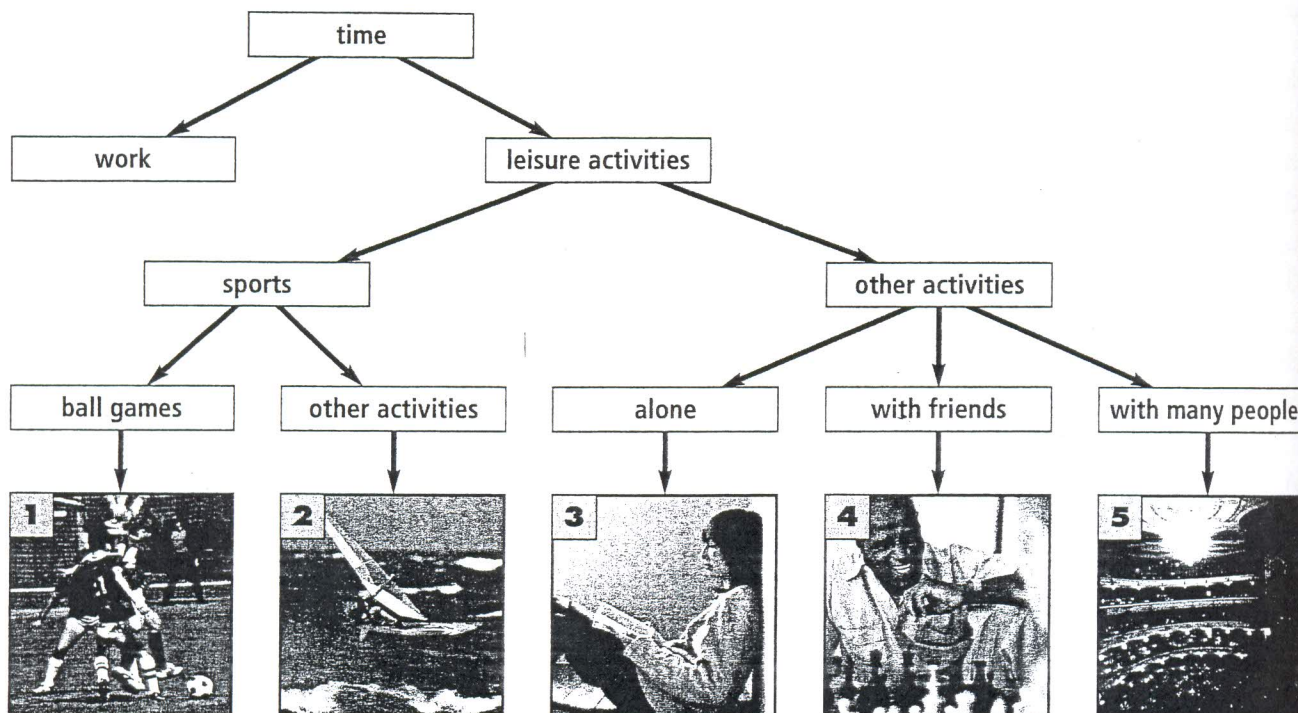 time
work
leisure activities
sports
other activities
ball games
other activities
alone
with friends
with many people
1
2
3
4
5